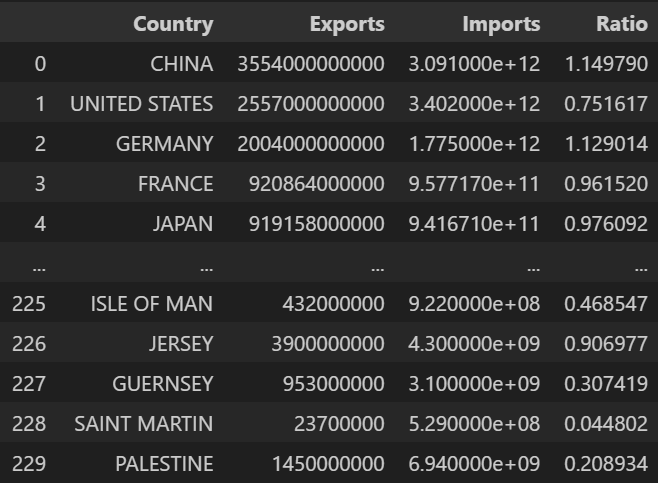 Country Exports Imports Ratio
0 CHINA 3554000000000 3.091000e+12 1.149790
1 UNITED STATES 2557000000000 3.402000e+12 0.751617
2 GERMANY 2004000000000 1.775000e+12 1.129014
3 FRANCE 920864000000 9.577170e+11 0.961520
4 JAPAN 919158000000 9.416710e+11 0.976092
... ... ... ... ...
225 ISLE OF MAN 432000000 9.220000e+08 0.468547
226 JERSEY 3900000000 4.300000e+09 0.906977
227 GUERNSEY 953000000 3.100000e+09 0.307419
228 SAINT MARTIN 23700000 5.290000e+08 0.044802
229 PALESTINE 1450000000 6.940000e+09 0.208934